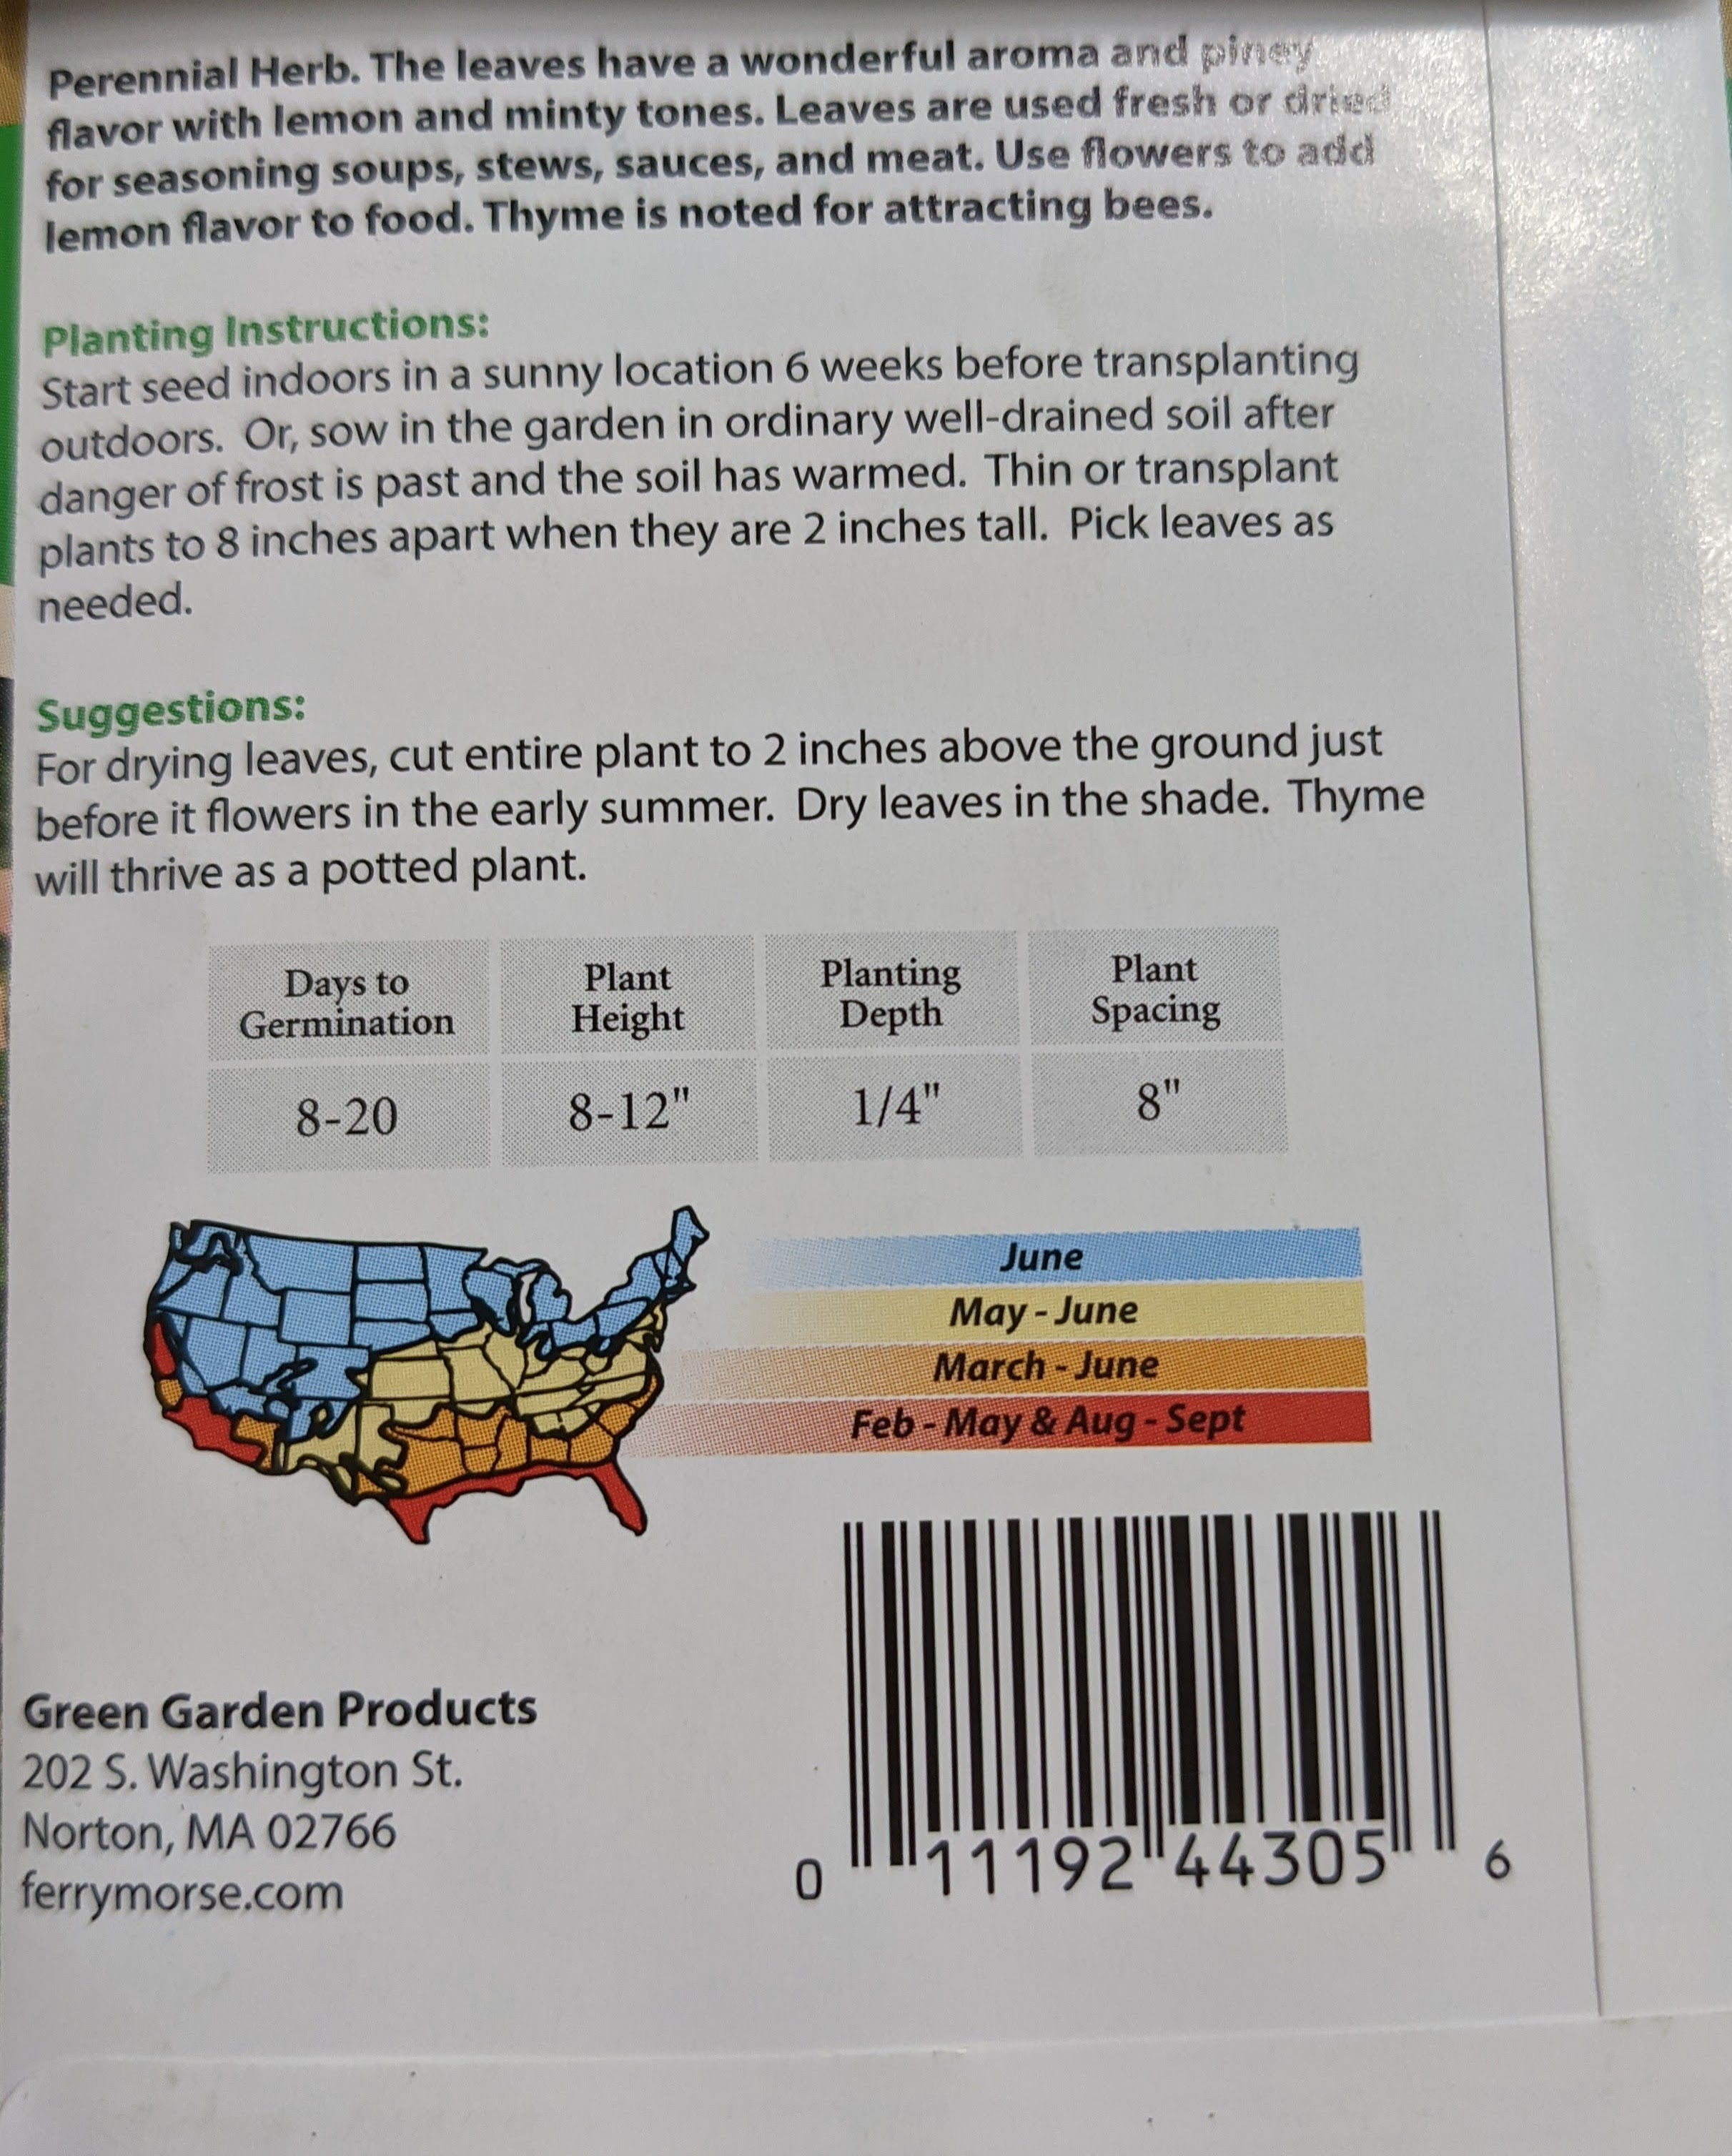 Perennial Herb. The leaves have a wonderful aroma and piney
flavor with lemon and minty tones. Leaves are used fresh or dried
for seasoning soups, stews, sauces, and meat. Use flowers to add
lemon flavor to food. Thyme is noted for attracting bees.
Planting Instructions:
Start seed indoors in a sunny location 6 weeks before transplanting
outdoors. Or, sow in the garden in ordinary well-drained soil after
danger of frost is past and the soil has warmed. Thin or transplant
plants to 8 inches apart when they are 2 inches tall. Pick leaves as
needed.
Suggestions:
For drying leaves, cut entire plant to 2 inches above the ground just
before it flowers in the early summer. Dry leaves in the shade. Thyme
will thrive as a potted plant.
Days to Germination
Plant Height
Planting Depth
Plant Spacing
8-20
8-12"
1/4"
8"
June
May - June
March - June
Feb - May & Aug - Sept
Green Garden Products
202 S. Washington St.
Norton, MA 02766
ferrymorse.com
0 11192 44305 6